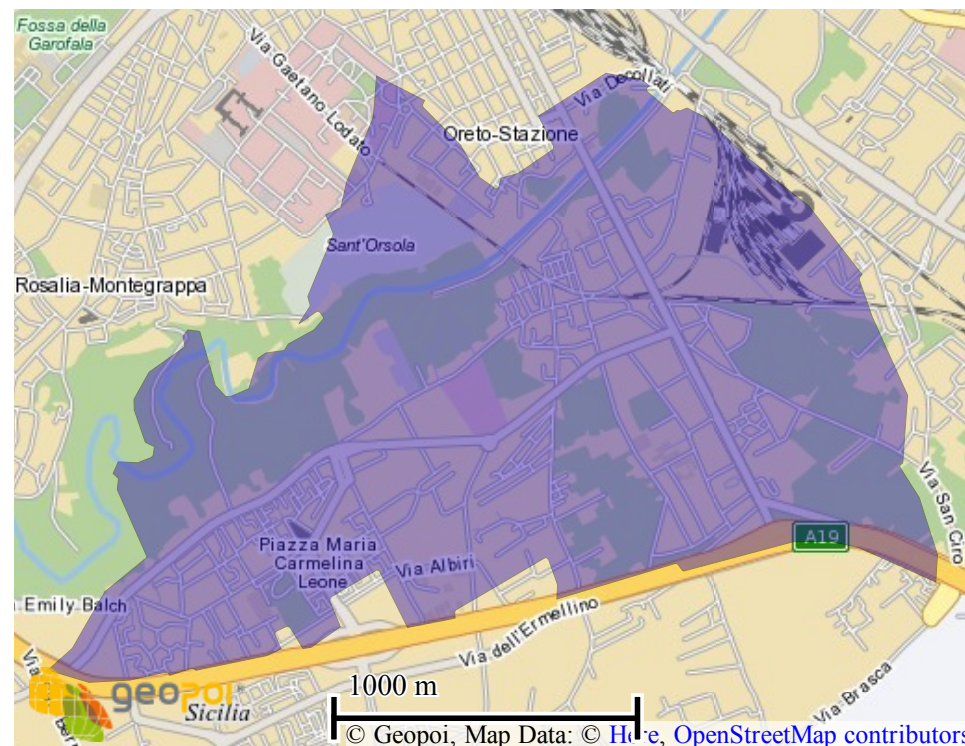 Fossa della
Garofala
Via Gaetano Lodato
Via Decollati
Oreto-Stazione
Sant'Orsola
Rosalia-Montegrappa
Via San Ciro
A19
Piazza Maria
Carmelina
Leone
Via Albiri
Emily Balch
Via dell'Ermellino
Via
geopoi
Sicilia
1000 m
Via Brasca
© Geopoi, Map Data: © Here, OpenStreetMap contributors